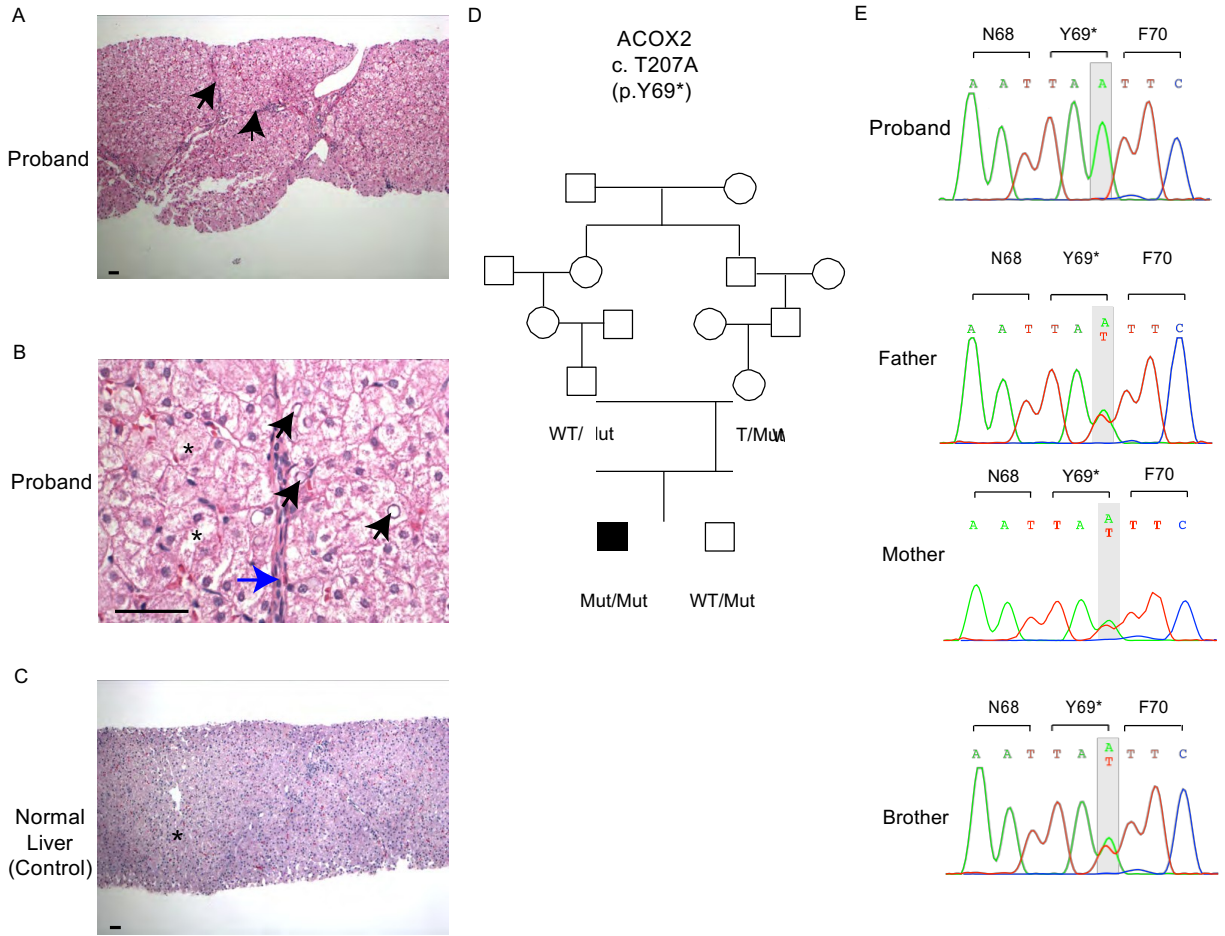 A
Proband
B
Proband
*
*
C
Normal
Liver
(Control)
*
D
ACOX2
c. T207A
(p.Y69*)
WT/
T/Mut
Mut/Mut
WT/Mut
E
N68 Y69* F70
A A T T A A T T C
Proband
N68 Y69* F70
A A T T A A T T C
T
Father
N68 Y69* F70
A A T T A A T T C
T
Mother
N68 Y69* F70
A A T T A A T T C
T
Brother